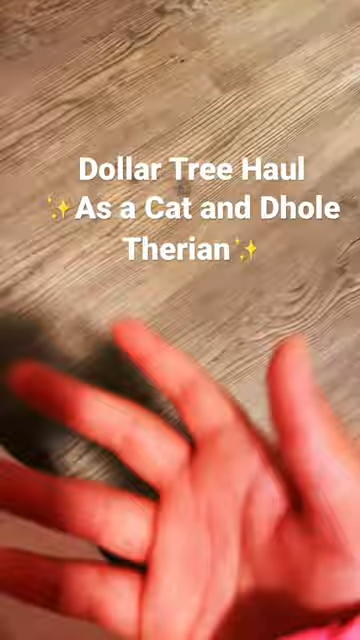 Dollar Tree Haul
✨As a Cat and Dhole
Therian✨